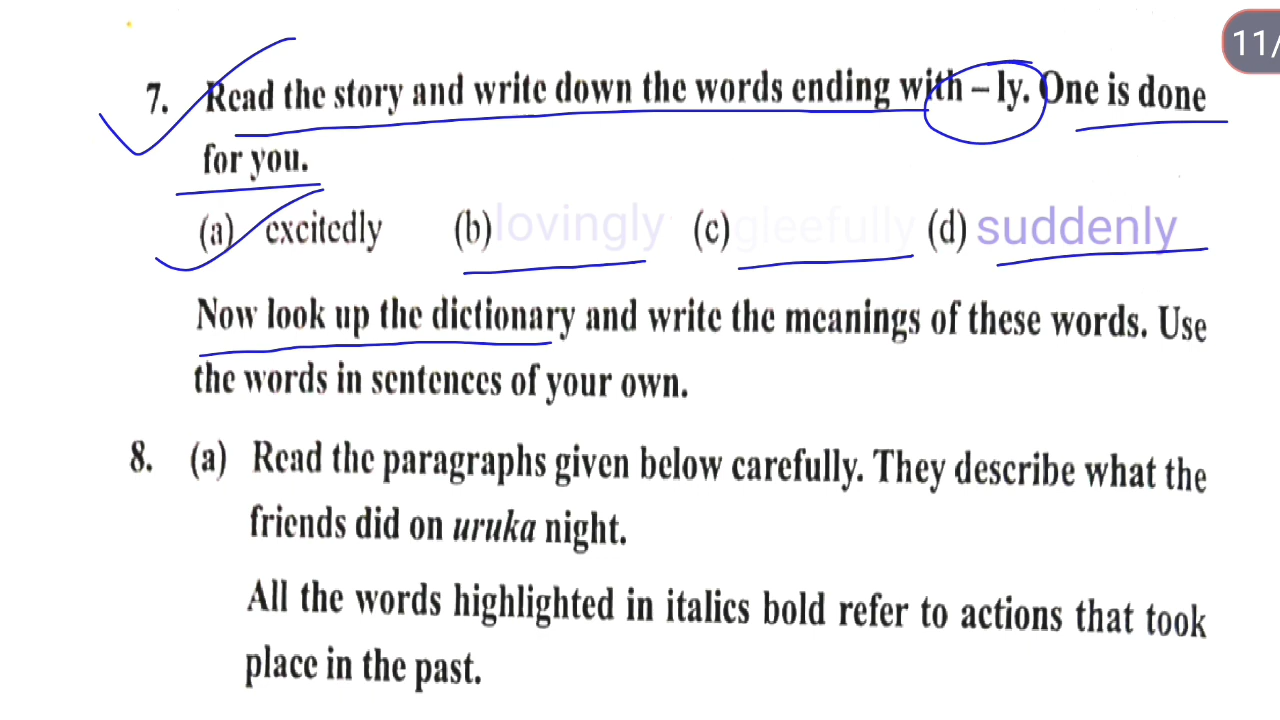 11/
7. Read the story and write down the words ending with – ly. One is done
for you.
(a) excitedly (b) lovingly (c) gleefully (d) suddenly
Now look up the dictionary and write the meanings of these words. Use
the words in sentences of your own.
8. (a) Read the paragraphs given below carefully. They describe what the
friends did on uruka night.
All the words highlighted in italics bold refer to actions that took
place in the past.